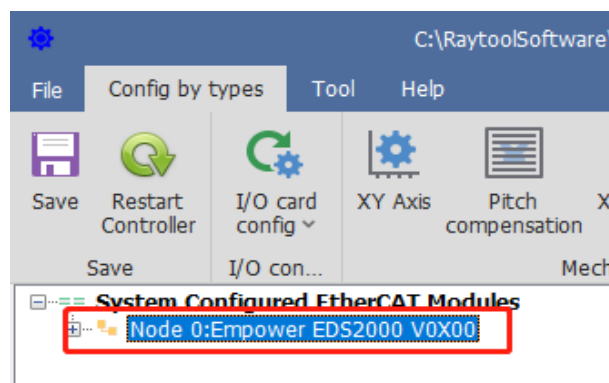 C:\RaytoolSoftware\
File Config by types Tool Help
Save Restart Controller I/O card config XY Axis Pitch compensation X
Save I/O con... Mech
System Configured EtherCAT Modules
Node 0:Empower EDS2000 V0X00